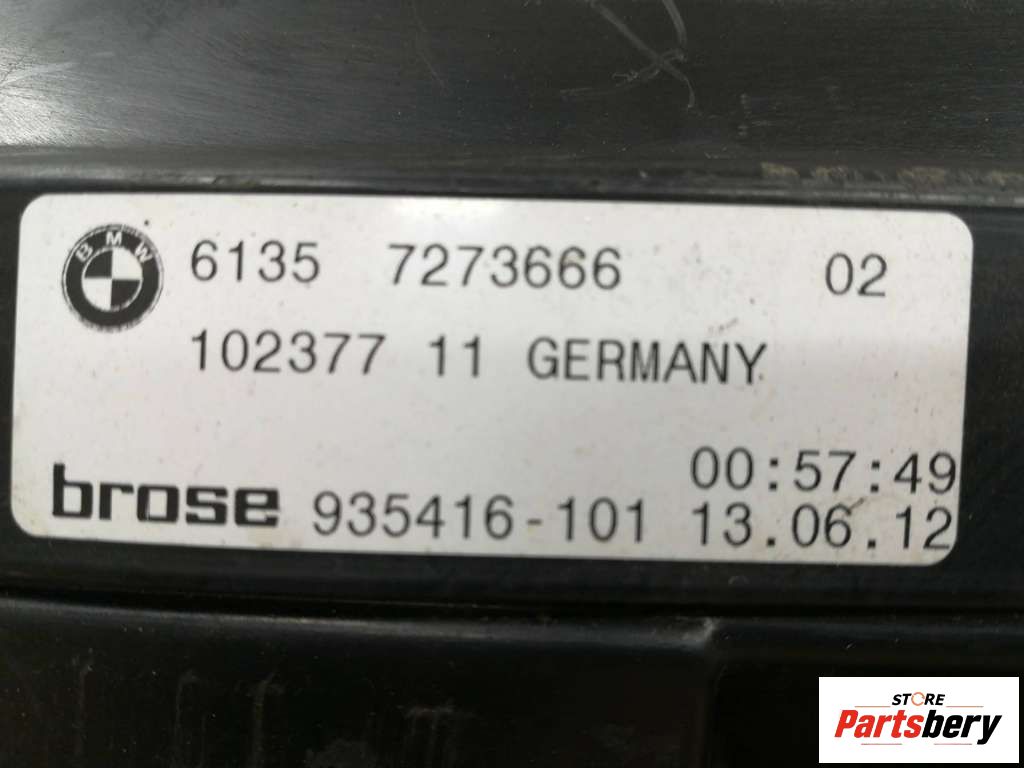 BMW
6135 7273666 02
102377 11 GERMANY
00:57:49
brose 935416-101 13.06.12
STORE
Partsbery